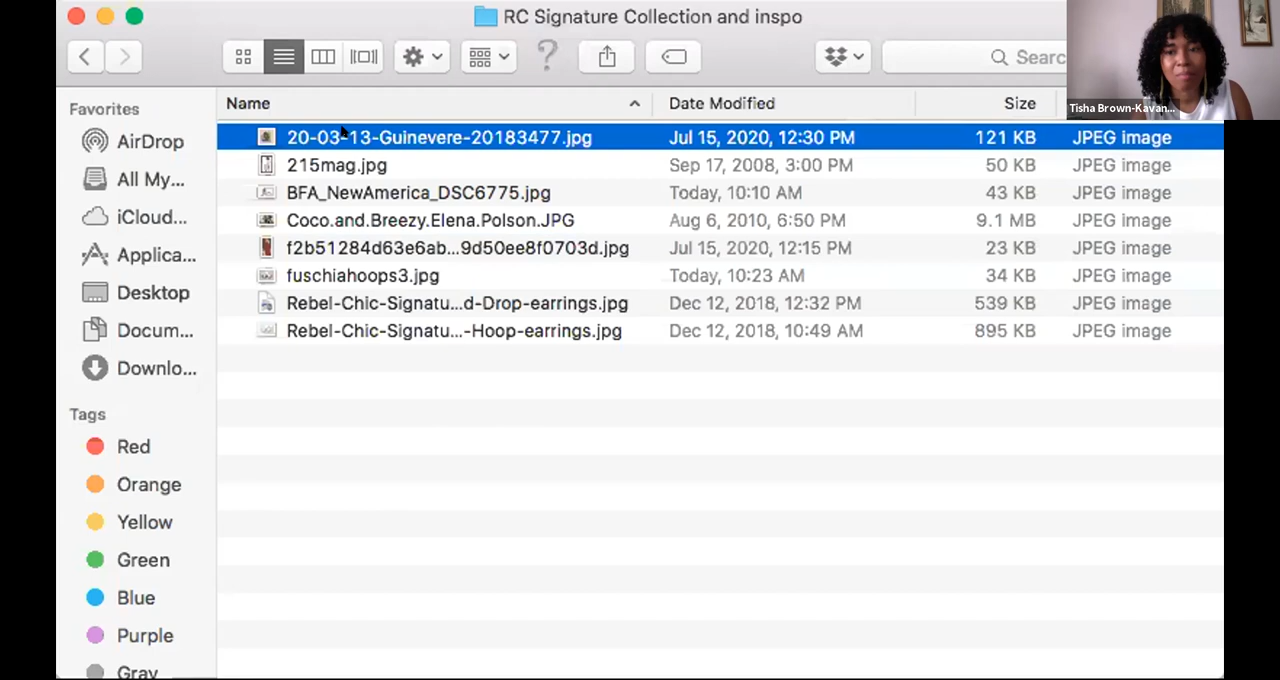 RC Signature Collection and inspo
Search
Tisha Brown-Kavan...
Favorites
AirDrop
All My...
iCloud...
Applica...
Desktop
Docum...
Downlo...
Tags
Red
Orange
Yellow
Green
Blue
Purple
Gray
Name Date Modified Size
20-03-13-Guinevere-20183477.jpg Jul 15, 2020, 12:30 PM 121 KB JPEG image
215mag.jpg Sep 17, 2008, 3:00 PM 50 KB JPEG image
BFA_NewAmerica_DSC6775.jpg Today, 10:10 AM 43 KB JPEG image
Coco.and.Breezy.Elena.Polson.JPG Aug 6, 2010, 6:50 PM 9.1 MB JPEG image
f2b51284d63e6ab...9d50ee8f0703d.jpg Jul 15, 2020, 12:15 PM 23 KB JPEG image
fuschiahoops3.jpg Today, 10:23 AM 34 KB JPEG image
Rebel-Chic-Signatu...d-Drop-earrings.jpg Dec 12, 2018, 12:32 PM 539 KB JPEG image
Rebel-Chic-Signatu...-Hoop-earrings.jpg Dec 12, 2018, 10:49 AM 895 KB JPEG image